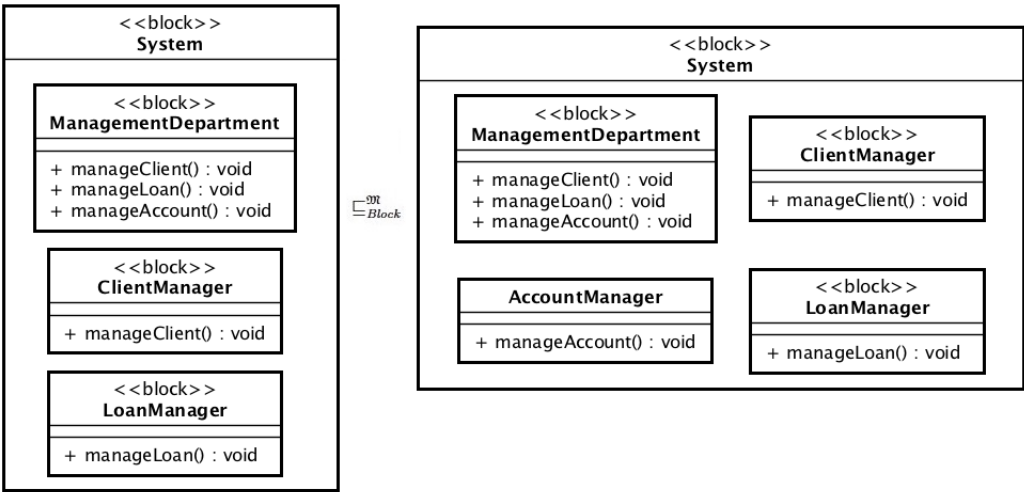 <<block>>
System
<<block>>
ManagementDepartment
+ manageClient() : void
+ manageLoan() : void
+ manageAccount() : void
<<block>>
ClientManager
+ manageClient() : void
<<block>>
LoanManager
+ manageLoan() : void
⊑𝔐Block
<<block>>
System
<<block>>
ManagementDepartment
+ manageClient() : void
+ manageLoan() : void
+ manageAccount() : void
<<block>>
ClientManager
+ manageClient() : void
AccountManager
+ manageAccount() : void
<<block>>
LoanManager
+ manageLoan() : void